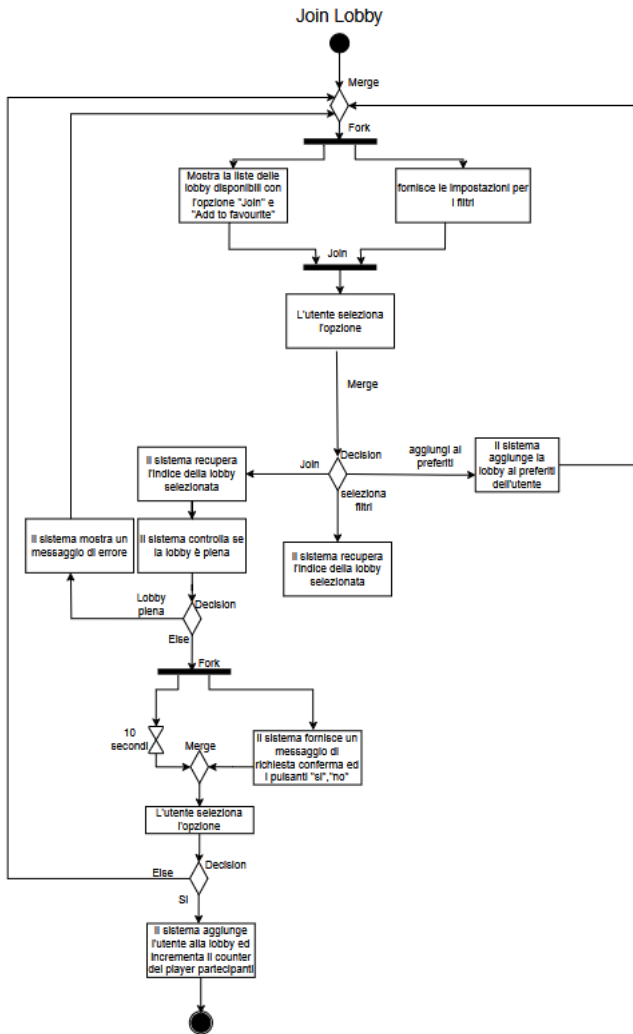 Join Lobby
Merge
Fork
Mostra la liste delle
lobby disponibili con
l'opzione "Join" e
"Add to favourite"
fornisce le impostazioni per
i filtri
Join
L'utente seleziona
l'opzione
Merge
Decision
Join
aggiungi ai
preferiti
seleziona
filtri
Il sistema
aggiunge la
lobby ai preferiti
dell'utente
Il sistema recupera
l'indice della lobby
selezionata
Il sistema recupera
l'indice della lobby
selezionata
Il sistema mostra un
messaggio di errore
Il sistema controlla se
la lobby è piena
Lobby
piena
Decision
Else
Fork
10
secondi
Merge
Il sistema fornisce un
messaggio di
richiesta conferma ed
i pulsanti "si","no"
L'utente seleziona
l'opzione
Decision
Else
Si
Il sistema aggiunge
l'utente alla lobby ed
incrementa il counter
dei player partecipanti